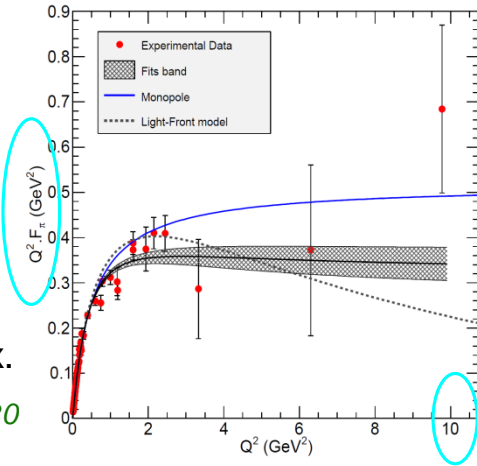 0.9
0.8
0.7
0.6
0.5
0.4
0.3
0.2
0.1
0
Q².Fπ (GeV²)
Experimental Data
Fits band
Monopole
Light-Front model
0 2 4 6 8 10
Q² (GeV²)